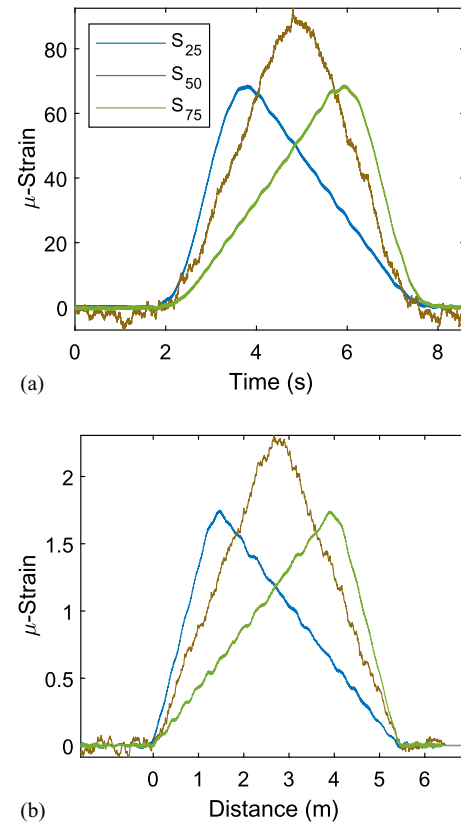 80
60
40
20
0
μ-Strain
S25
S50
S75
0 2 4 6 8
Time (s)
(a)
2
1.5
1
0.5
0
μ-Strain
0 1 2 3 4 5 6
Distance (m)
(b)